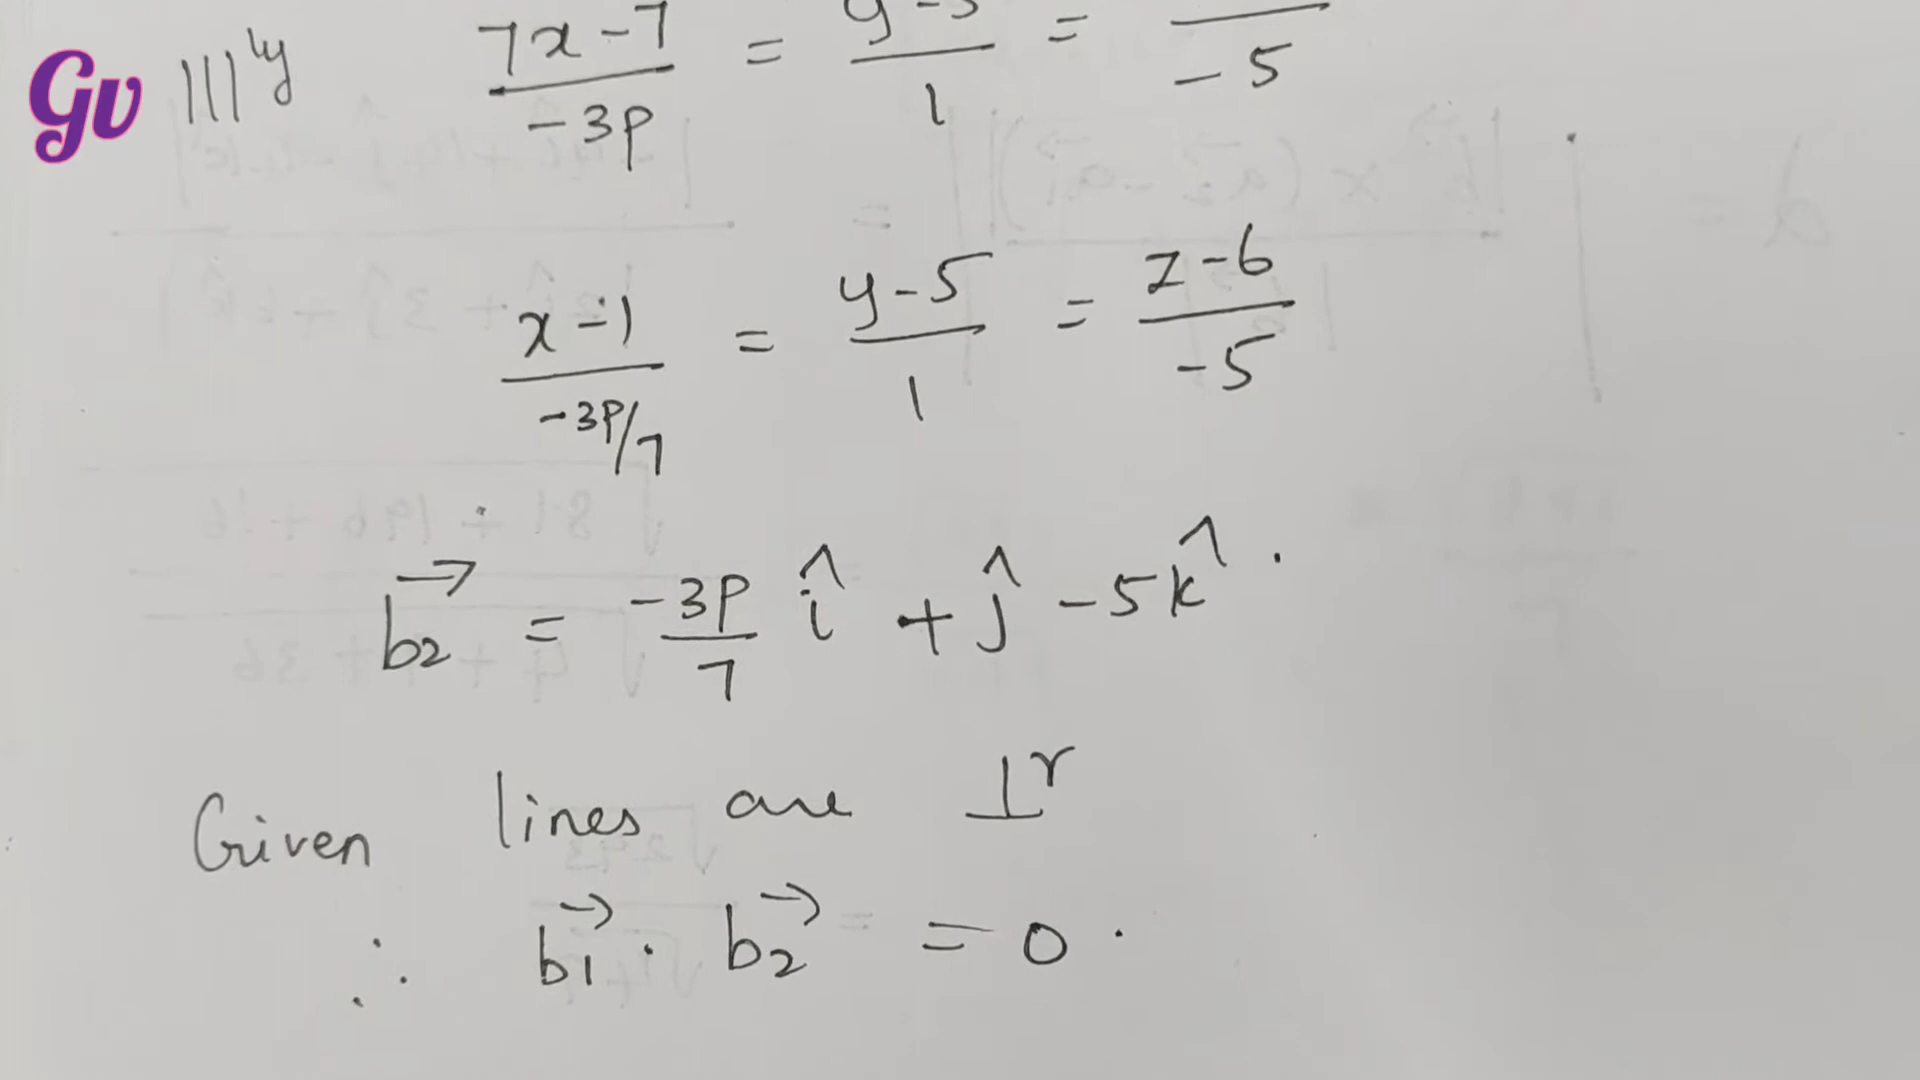 Gv
|||ly 7x-7/-3p = y-5/1 = /-5
x-1/-3p/7 = y-5/1 = z-6/-5
b2→ = -3p/7 î + ĵ - 5k̂ .
Given lines are ⊥r
∴ b1→ . b2→ = 0 .